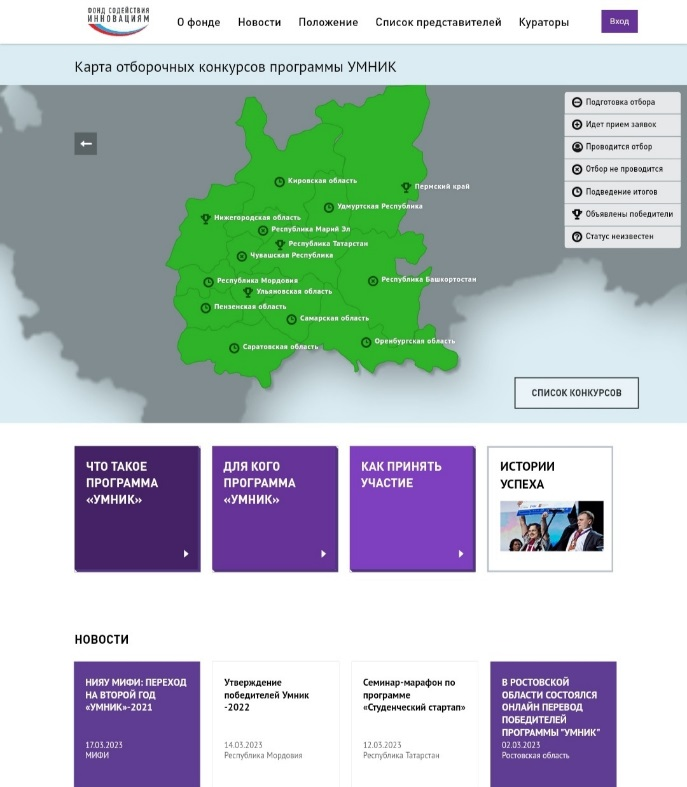 ФОНД СОДЕЙСТВИЯ
ИННОВАЦИЯМ
О фонде
Новости
Положение
Список представителей
Кураторы
Вход
Карта отборочных конкурсов программы УМНИК
Подготовка отбора
Идет прием заявок
Проводится отбор
Отбор не проводится
Подведение итогов
Объявлены победители
Статус неизвестен
Кировская область
Пермский край
Удмуртская Республика
Нижегородская область
Республика Марий Эл
Республика Татарстан
Чувашская Республика
Республика Мордовия
Республика Башкортостан
Ульяновская область
Пензенская область
Самарская область
Оренбургская область
Саратовская область
СПИСОК КОНКУРСОВ
ЧТО ТАКОЕ
ПРОГРАММА
«УМНИК»
ДЛЯ КОГО
ПРОГРАММА
«УМНИК»
КАК ПРИНЯТЬ
УЧАСТИЕ
ИСТОРИИ
УСПЕХА
НОВОСТИ
НИЯУ МИФИ: ПЕРЕХОД
НА ВТОРОЙ ГОД
«УМНИК»-2021
17.03.2023
МИФИ
Утверждение
победителей Умник
-2022
14.03.2023
Республика Мордовия
Семинар-марафон по
программе
«Студенческий стартап»
12.03.2023
Республика Татарстан
В РОСТОВСКОЙ
ОБЛАСТИ СОСТОЯЛСЯ
ОНЛАЙН ПЕРЕВОД
ПОБЕДИТЕЛЕЙ
ПРОГРАММЫ "УМНИК"
02.03.2023
Ростовская область